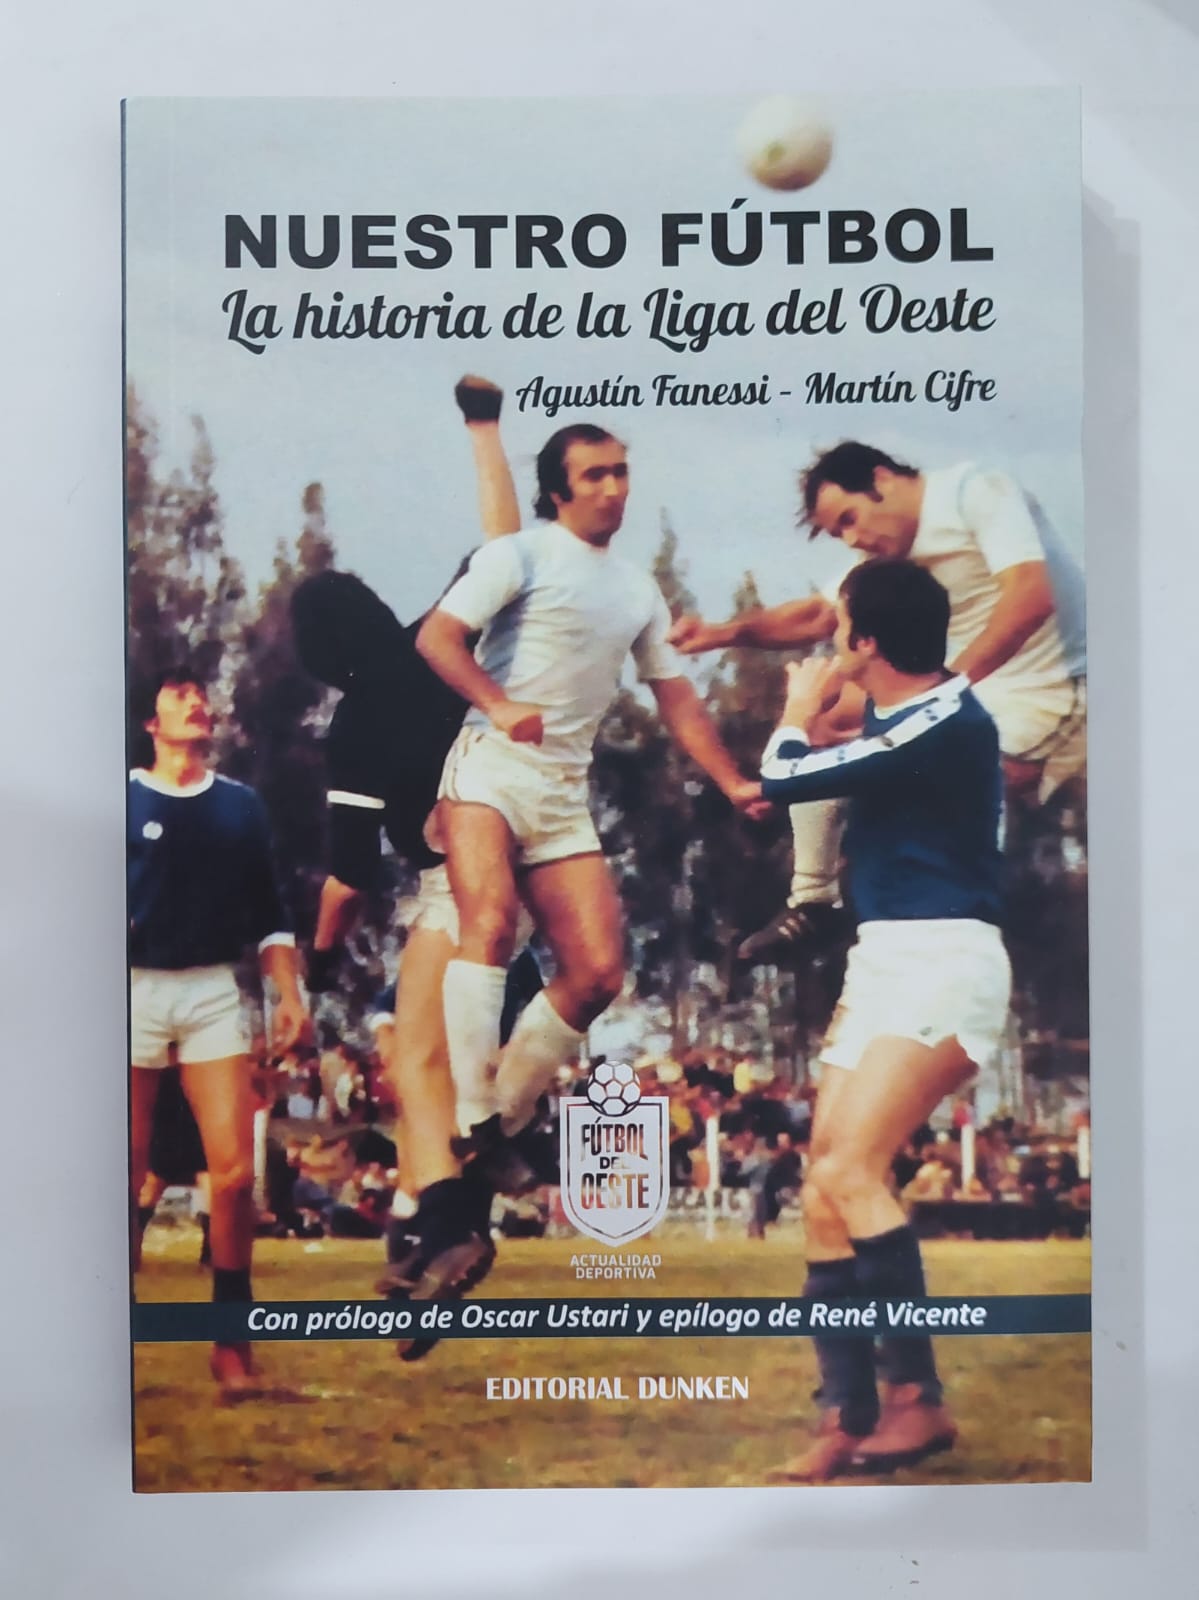 NUESTRO FÚTBOL
La historia de la Liga del Oeste
Agustín Fanessi - Martín Cifre
FÚTBOL
DEL
OESTE
ACTUALIDAD
DEPORTIVA
Con prólogo de Oscar Ustari y epílogo de René Vicente
EDITORIAL DUNKEN